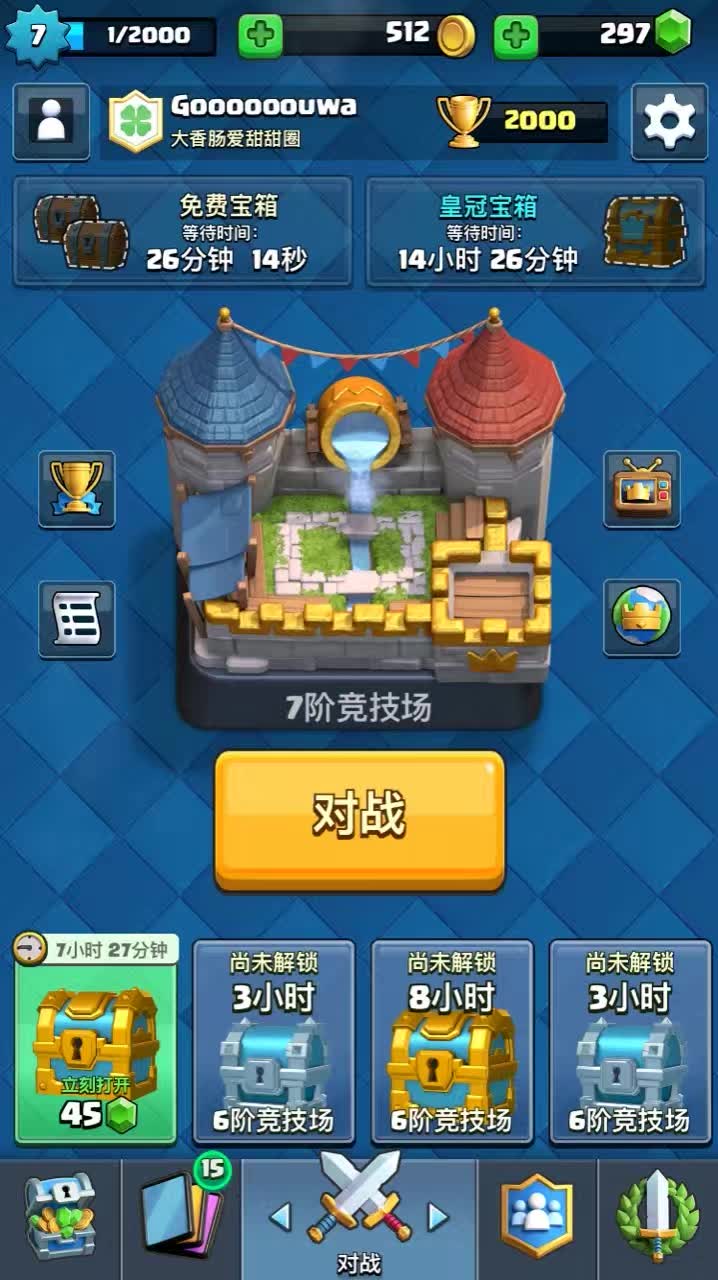 7
1/2000
512
297
Gooooooouwa
大香肠爱甜甜圈
2000
免费宝箱
等待时间：
26分钟 14秒
皇冠宝箱
等待时间：
14小时 26分钟
7阶竞技场
对战
7小时 27分钟
立刻打开
45
尚未解锁
3小时
6阶竞技场
尚未解锁
8小时
6阶竞技场
尚未解锁
3小时
6阶竞技场
15
对战